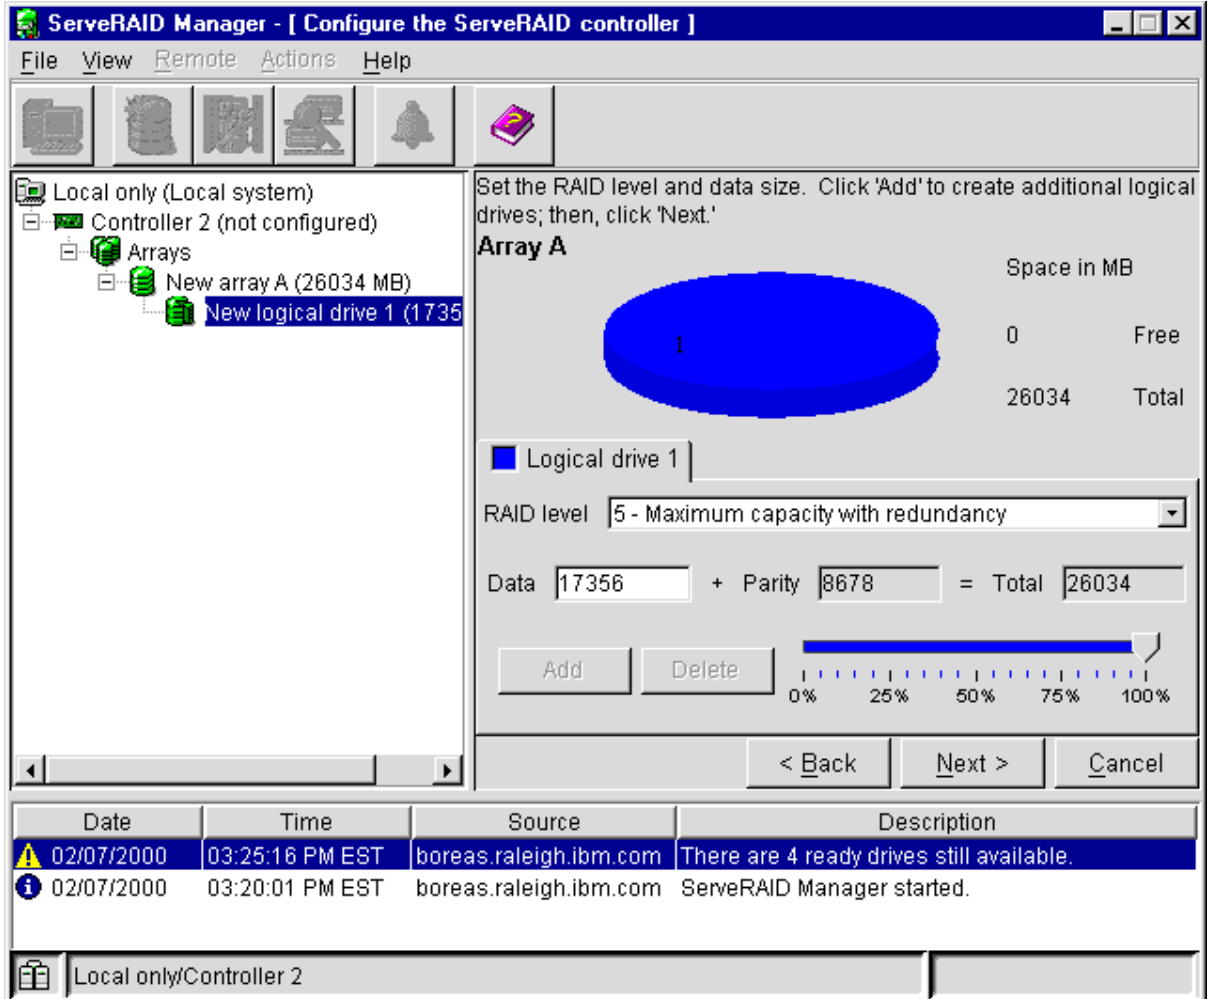 ServeRAID Manager - [ Configure the ServeRAID controller ]
File View Remote Actions Help
Local only (Local system)
Controller 2 (not configured)
Arrays
New array A (26034 MB)
New logical drive 1 (1735
Set the RAID level and data size. Click 'Add' to create additional logical
drives; then, click 'Next.'
Array A
Space in MB
1
0 Free
26034 Total
Logical drive 1
RAID level 5 - Maximum capacity with redundancy
Data 17356 + Parity 8678 = Total 26034
Add Delete
0% 25% 50% 75% 100%
< Back Next > Cancel
Date Time Source Description
02/07/2000 03:25:16 PM EST boreas.raleigh.ibm.com There are 4 ready drives still available.
02/07/2000 03:20:01 PM EST boreas.raleigh.ibm.com ServeRAID Manager started.
Local only/Controller 2